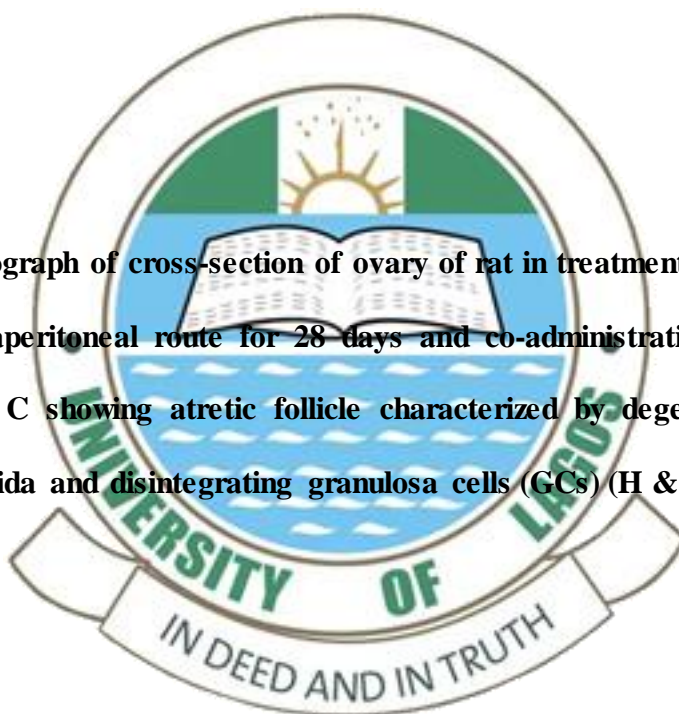 ograph of cross-section of ovary of rat in treatment
aperitoneal route for 28 days and co-administrati
C showing atretic follicle characterized by dege
ida and disintegrating granulosa cells (GCs) (H &
UNIVERSITY OF LAGOS
IN DEED AND IN TRUTH